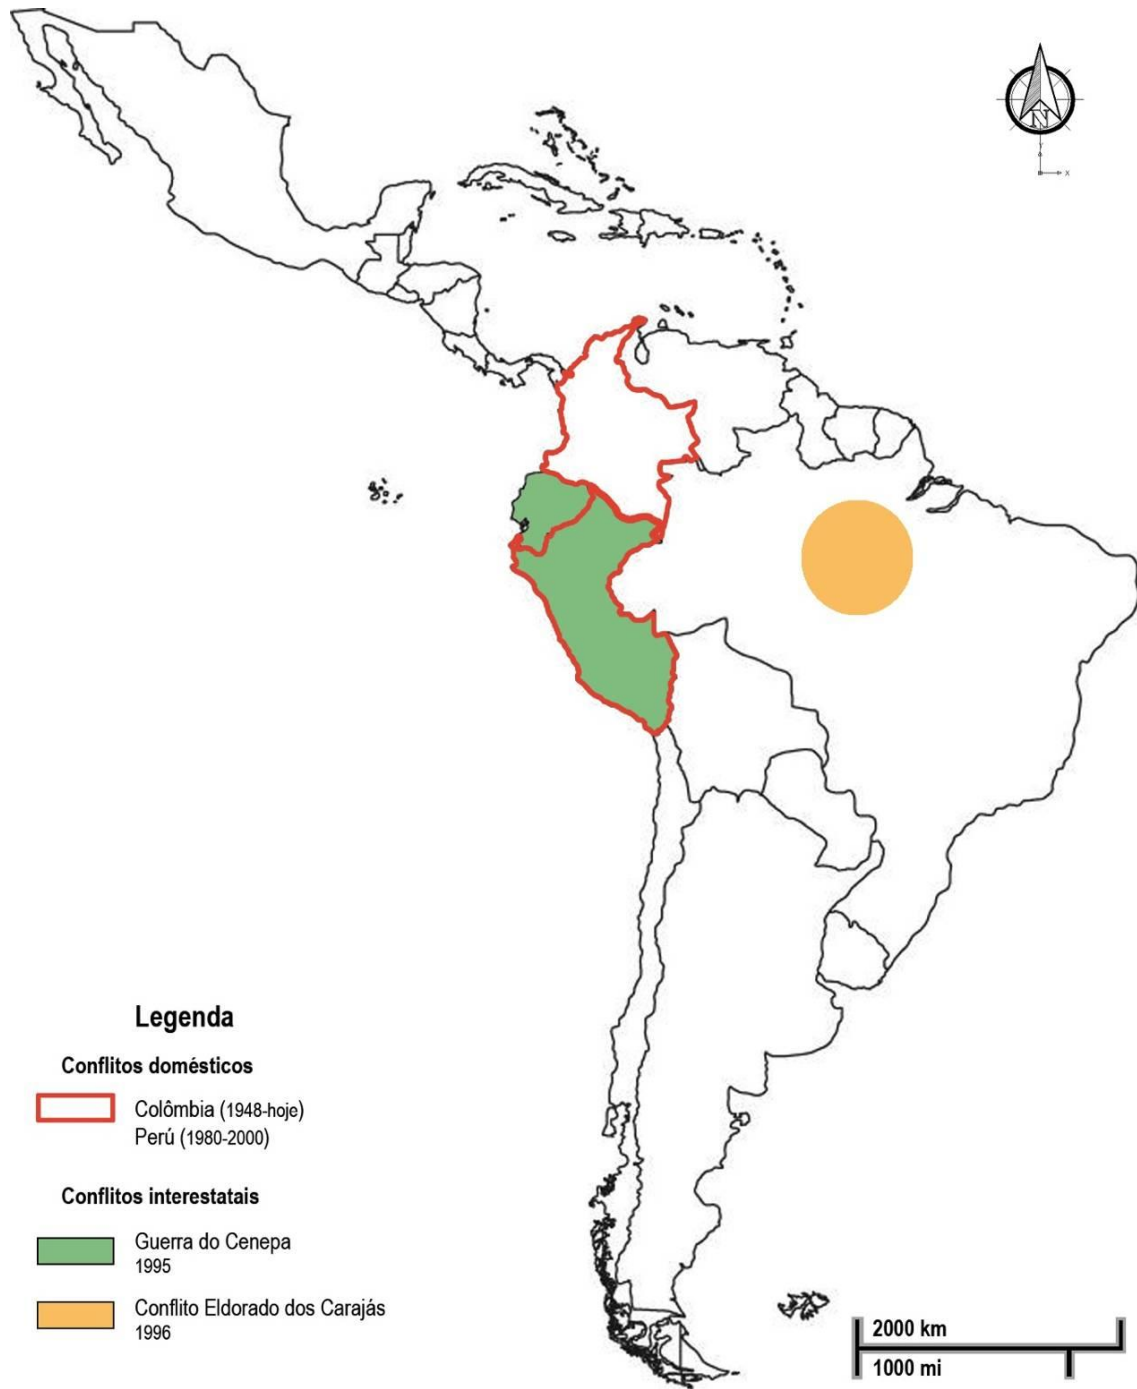 N
Y
X
Legenda
Conflitos domésticos
Colômbia (1948-hoje)
Perú (1980-2000)
Conflitos interestatais
Guerra do Cenepa
1995
Conflito Eldorado dos Carajás
1996
2000 km
1000 mi